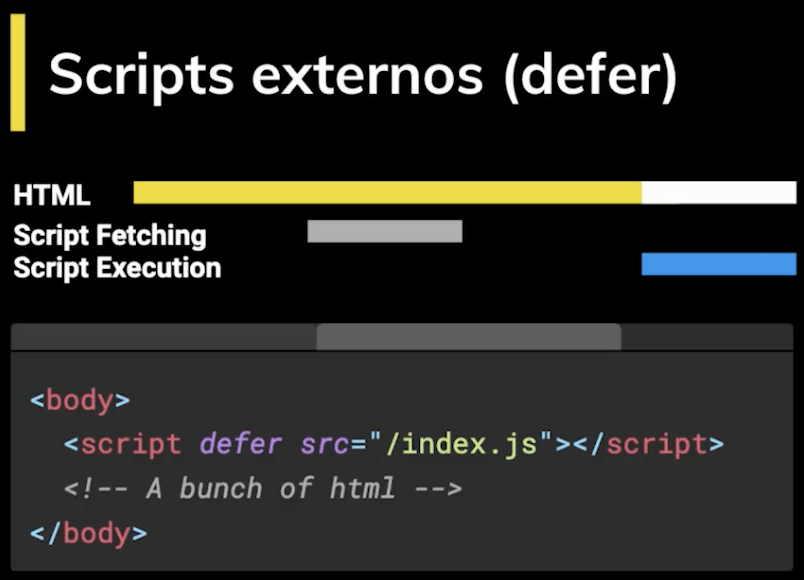 Scripts externos (defer)
HTML
Script Fetching
Script Execution
<body>
<script defer src="/index.js"></script>
<!-- A bunch of html -->
</body>